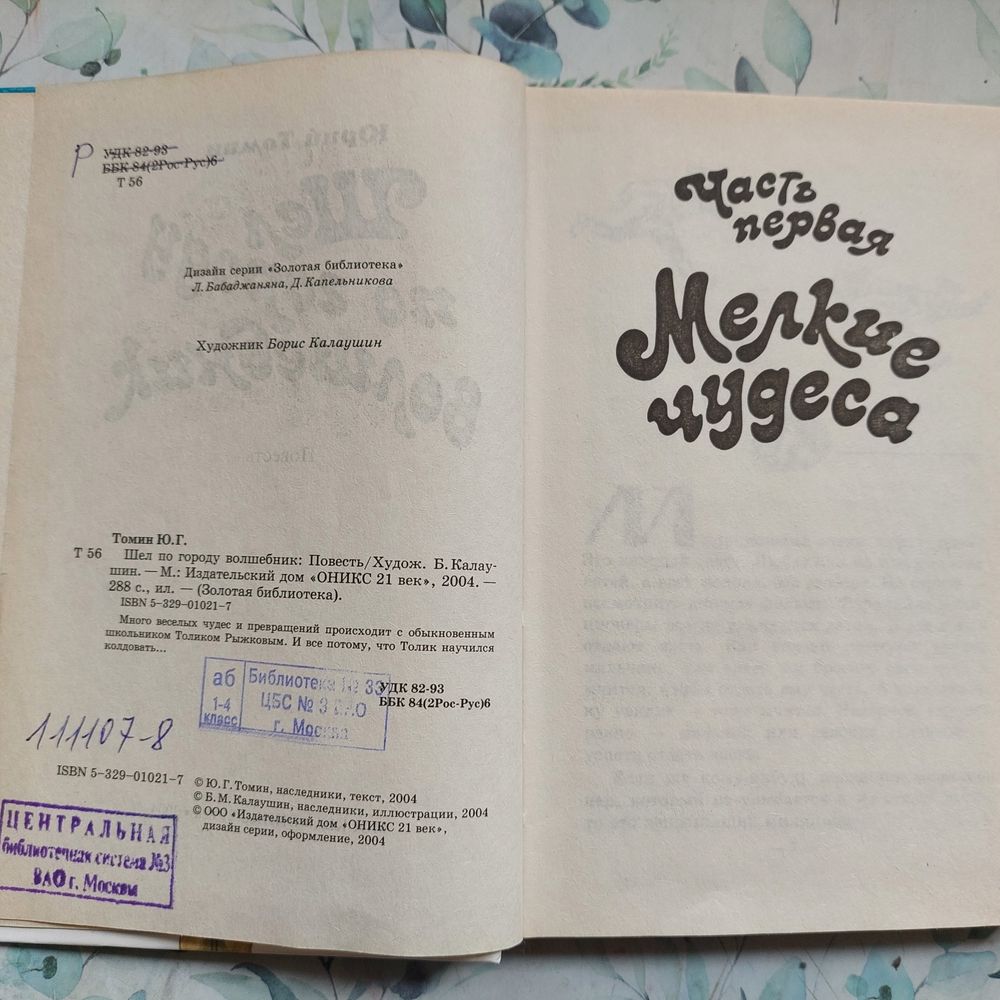 Р
УДК 82-93
ББК 84(2Рос-Рус)6
Т 56
Дизайн серии «Золотая библиотека»
Л. Бабаджаняна, Д. Капельникова
Художник Борис Калаушин
Томин Ю.Г.
Т 56 Шел по городу волшебник: Повесть/Худож. Б. Калау-
шин. — М.: Издательский дом «ОНИКС 21 век», 2004. —
288 с., ил. — (Золотая библиотека).
ISBN 5-329-01021-7
Много веселых чудес и превращений происходит с обыкновенным
школьником Толиком Рыжковым. И все потому, что Толик научился
колдовать...
УДК 82-93
ББК 84(2Рос-Рус)6
аб
1-4
класс
Библиотека № 33
ЦБС № 3 ВАО
г. Москва
111107-8
ISBN 5-329-01021-7
© Ю.Г.Томин, наследники, текст, 2004
© Б.М.Калаушин, наследники, иллюстрации, 2004
© ООО «Издательский дом «ОНИКС 21 век»,
дизайн серии, оформление, 2004
ЦЕНТРАЛЬНАЯ
библиотечная система №3
ВАО г. Москвы
Часть
первая
Мелкие
чудеса